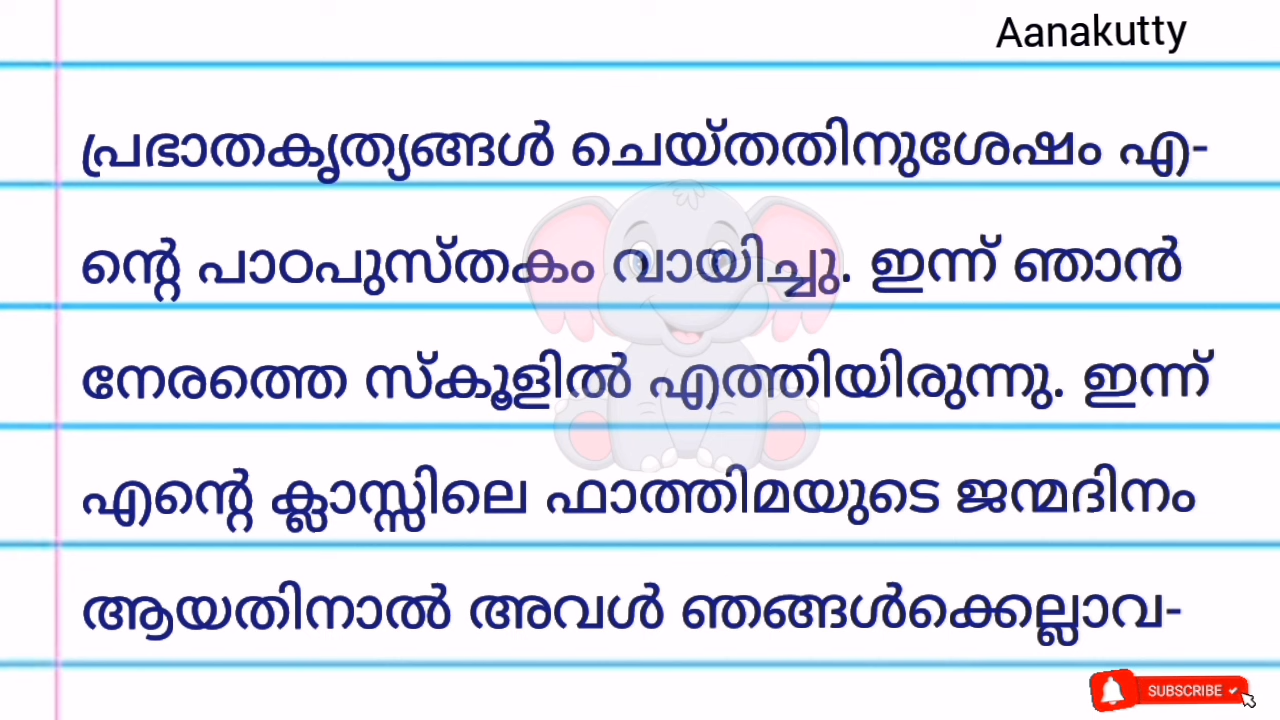 Aanakutty
പ്രഭാതകൃത്യങ്ങൾ ചെയ്തതിനുശേഷം എ-
ന്റെ പാഠപുസ്തകം വായിച്ചു. ഇന്ന് ഞാൻ
നേരത്തെ സ്കൂളിൽ എത്തിയിരുന്നു. ഇന്ന്
എന്റെ ക്ലാസ്സിലെ ഫാത്തിമയുടെ ജന്മദിനം
ആയതിനാൽ അവൾ ഞങ്ങൾക്കെല്ലാവ-
SUBSCRIBE